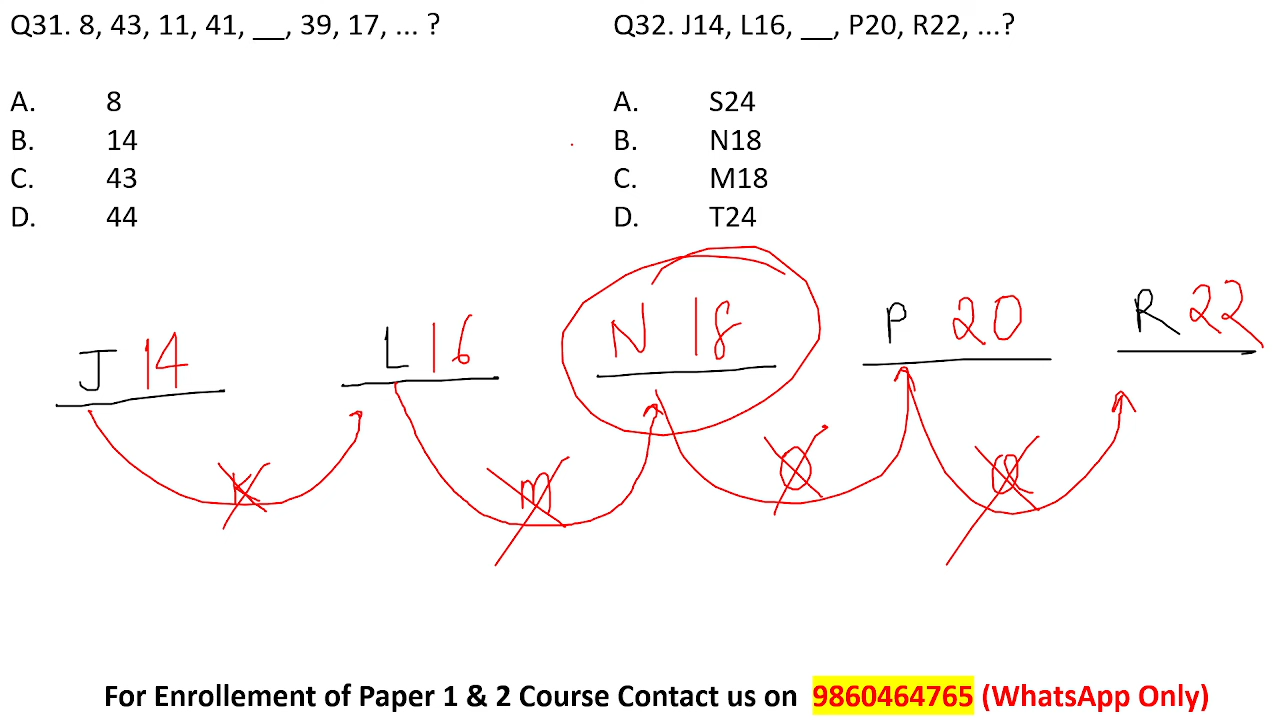 Q31. 8, 43, 11, 41, __, 39, 17, ... ?
A. 8
B. 14
C. 43
D. 44
Q32. J14, L16, __, P20, R22, ...?
A. S24
B. N18
C. M18
D. T24
J 14 L 16 N 18 P 20 R 22
K m O Q
For Enrollement of Paper 1 & 2 Course Contact us on 9860464765 (WhatsApp Only)